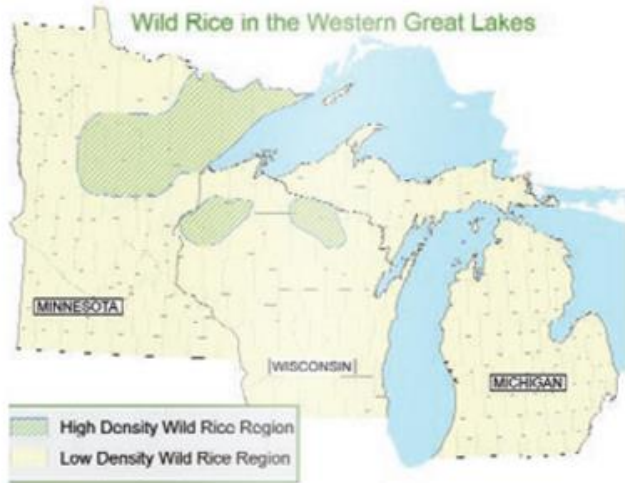 Wild Rice in the Western Great Lakes
MINNESOTA
WISCONSIN
MICHIGAN
High Density Wild Rice Region
Low Density Wild Rice Region